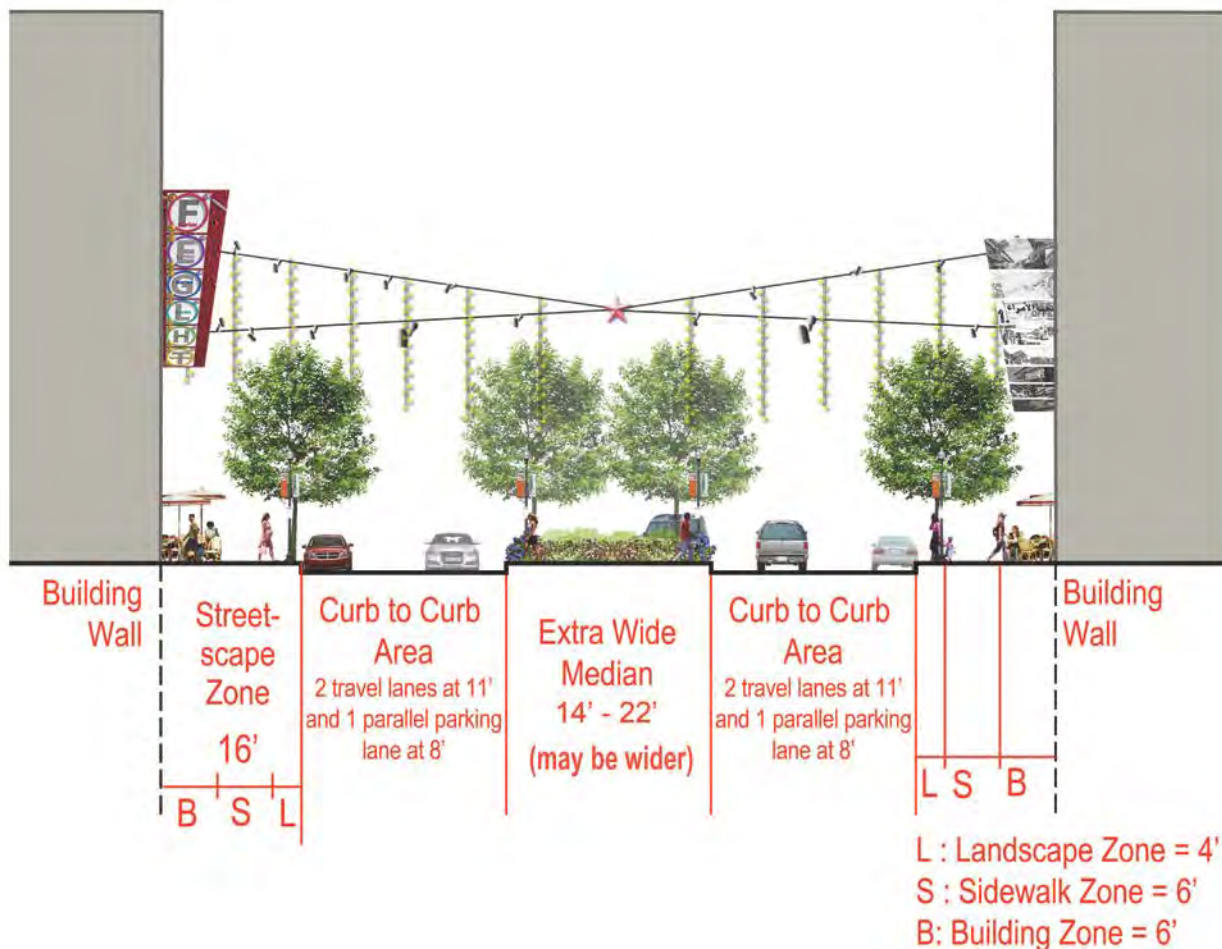 F
E
G
L
H
T
Building
Wall
Street-
scape
Zone
16'
B S L
Curb to Curb
Area
2 travel lanes at 11'
and 1 parallel parking
lane at 8'
Extra Wide
Median
14' - 22'
(may be wider)
Curb to Curb
Area
2 travel lanes at 11'
and 1 parallel parking
lane at 8'
L S B
Building
Wall
L : Landscape Zone = 4'
S : Sidewalk Zone = 6'
B: Building Zone = 6'